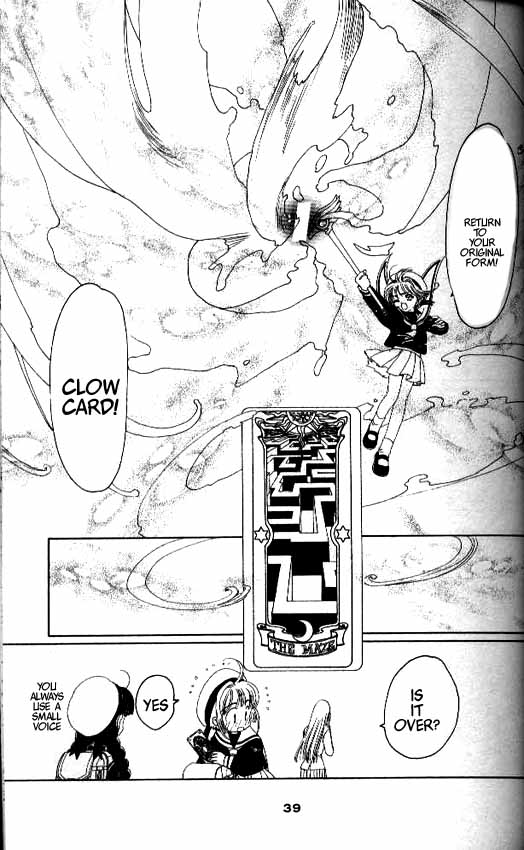 RETURN
TO
YOUR
ORIGINAL
FORM!
CLOW
CARD!
THE MAZE
IS
IT
OVER?
YES
YOU
ALWAYS
USE A
SMALL
VOICE
39